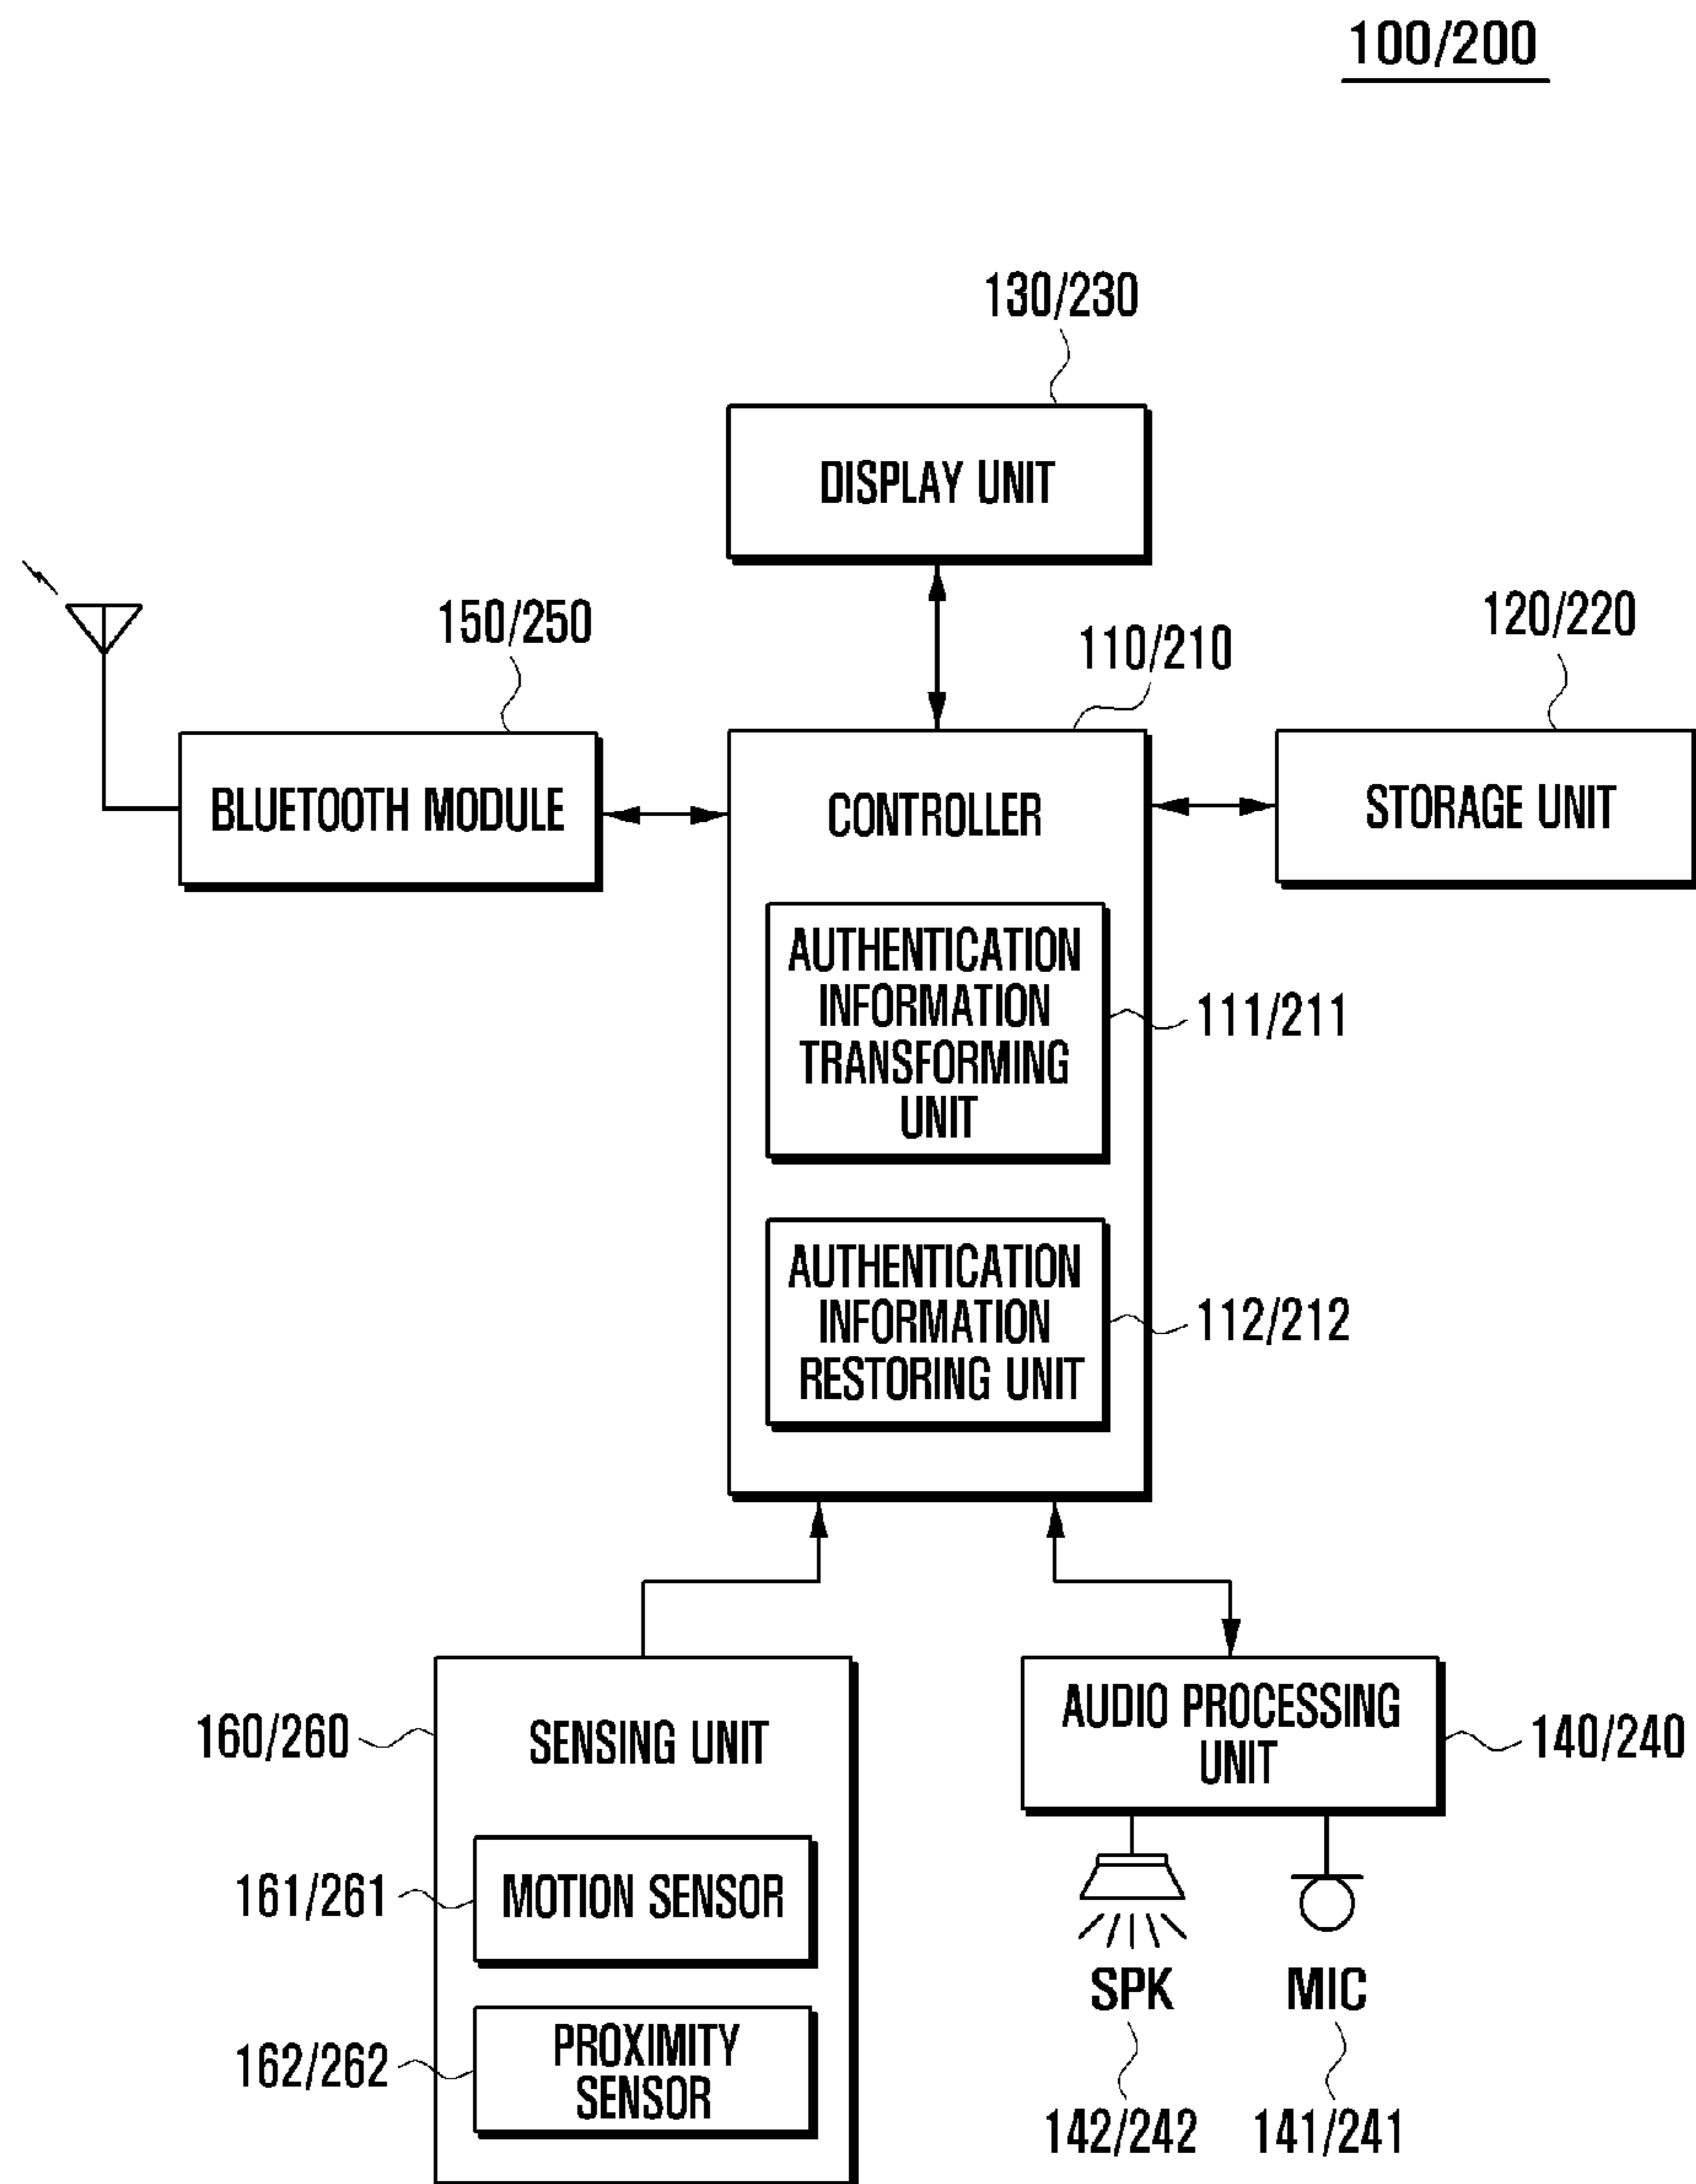 100/200
130/230
DISPLAY UNIT
150/250
110/210
120/220
BLUETOOTH MODULE
CONTROLLER
STORAGE UNIT
AUTHENTICATION
INFORMATION
TRANSFORMING
UNIT
111/211
AUTHENTICATION
INFORMATION
RESTORING UNIT
112/212
160/260
SENSING UNIT
AUDIO PROCESSING
UNIT
140/240
161/261
MOTION SENSOR
SPK
MIC
162/262
PROXIMITY
SENSOR
142/242
141/241